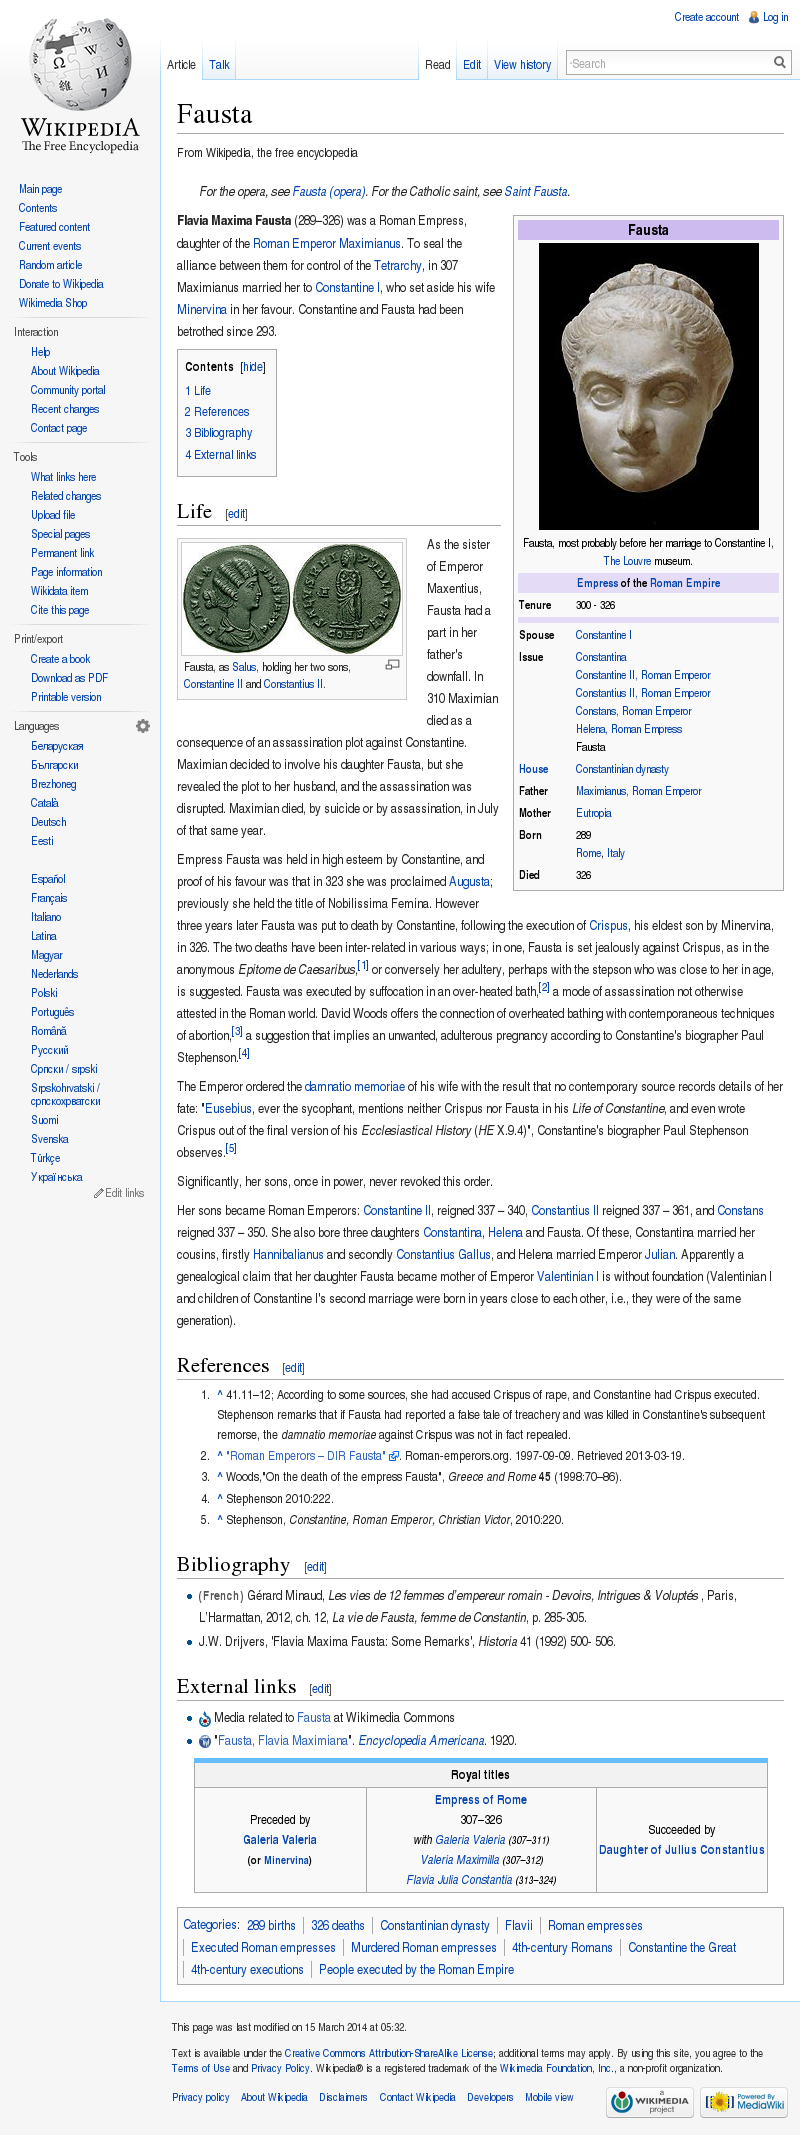 Create account Log in
Article Talk Read Edit View history Search
WIKIPEDIA
The Free Encyclopedia
Main page
Contents
Featured content
Current events
Random article
Donate to Wikipedia
Wikimedia Shop
Interaction
Help
About Wikipedia
Community portal
Recent changes
Contact page
Tools
What links here
Related changes
Upload file
Special pages
Permanent link
Page information
Wikidata item
Cite this page
Print/export
Create a book
Download as PDF
Printable version
Languages
Беларуская
Български
Brezhoneg
Català
Deutsch
Eesti
Español
Français
Italiano
Latina
Magyar
Nederlands
Polski
Português
Română
Русский
Српски / srpski
Srpskohrvatski /
српскохрватски
Suomi
Svenska
Türkçe
Українська
Edit links
Fausta
From Wikipedia, the free encyclopedia
For the opera, see Fausta (opera). For the Catholic saint, see Saint Fausta.
Flavia Maxima Fausta (289–326) was a Roman Empress,
daughter of the Roman Emperor Maximianus. To seal the
alliance between them for control of the Tetrarchy, in 307
Maximianus married her to Constantine I, who set aside his wife
Minervina in her favour. Constantine and Fausta had been
betrothed since 293.
Contents [hide]
1 Life
2 References
3 Bibliography
4 External links
Fausta
Fausta, most probably before her marriage to Constantine I,
The Louvre museum.
Empress of the Roman Empire
Tenure 300 - 326
Spouse Constantine I
Issue Constantina
Constantine II, Roman Emperor
Constantius II, Roman Emperor
Constans, Roman Emperor
Helena, Roman Empress
Fausta
House Constantinian dynasty
Father Maximianus, Roman Emperor
Mother Eutropia
Born 289
Rome, Italy
Died 326
Life [edit]
Fausta, as Salus, holding her two sons,
Constantine II and Constantius II.
As the sister
of Emperor
Maxentius,
Fausta had a
part in her
father's
downfall. In
310 Maximian
died as a
consequence of an assassination plot against Constantine.
Maximian decided to involve his daughter Fausta, but she
revealed the plot to her husband, and the assassination was
disrupted. Maximian died, by suicide or by assassination, in July
of that same year.
Empress Fausta was held in high esteem by Constantine, and
proof of his favour was that in 323 she was proclaimed Augusta;
previously she held the title of Nobilissima Femina. However
three years later Fausta was put to death by Constantine, following the execution of Crispus, his eldest son by Minervina,
in 326. The two deaths have been inter-related in various ways; in one, Fausta is set jealously against Crispus, as in the
anonymous Epitome de Caesaribus,[1] or conversely her adultery, perhaps with the stepson who was close to her in age,
is suggested. Fausta was executed by suffocation in an over-heated bath,[2] a mode of assassination not otherwise
attested in the Roman world. David Woods offers the connection of overheated bathing with contemporaneous techniques
of abortion,[3] a suggestion that implies an unwanted, adulterous pregnancy according to Constantine's biographer Paul
Stephenson.[4]
The Emperor ordered the damnatio memoriae of his wife with the result that no contemporary source records details of her
fate: "Eusebius, ever the sycophant, mentions neither Crispus nor Fausta in his Life of Constantine, and even wrote
Crispus out of the final version of his Ecclesiastical History (HE X.9.4)", Constantine's biographer Paul Stephenson
observes.[5]
Significantly, her sons, once in power, never revoked this order.
Her sons became Roman Emperors: Constantine II, reigned 337 – 340, Constantius II reigned 337 – 361, and Constans
reigned 337 – 350. She also bore three daughters Constantina, Helena and Fausta. Of these, Constantina married her
cousins, firstly Hannibalianus and secondly Constantius Gallus, and Helena married Emperor Julian. Apparently a
genealogical claim that her daughter Fausta became mother of Emperor Valentinian I is without foundation (Valentinian I
and children of Constantine I's second marriage were born in years close to each other, i.e., they were of the same
generation).
References [edit]
1. ^ 41.11–12; According to some sources, she had accused Crispus of rape, and Constantine had Crispus executed.
Stephenson remarks that if Fausta had reported a false tale of treachery and was killed in Constantine's subsequent
remorse, the damnatio memoriae against Crispus was not in fact repealed.
2. ^ "Roman Emperors – DIR Fausta". Roman-emperors.org. 1997-09-09. Retrieved 2013-03-19.
3. ^ Woods,"On the death of the empress Fausta", Greece and Rome 45 (1998:70–86).
4. ^ Stephenson 2010:222.
5. ^ Stephenson, Constantine, Roman Emperor, Christian Victor, 2010:220.
Bibliography [edit]
(French) Gérard Minaud, Les vies de 12 femmes d'empereur romain - Devoirs, Intrigues & Voluptés , Paris,
L'Harmattan, 2012, ch. 12, La vie de Fausta, femme de Constantin, p. 285-305.
J.W. Drijvers, 'Flavia Maxima Fausta: Some Remarks', Historia 41 (1992) 500- 506.
External links [edit]
Media related to Fausta at Wikimedia Commons
"Fausta, Flavia Maximiana". Encyclopedia Americana. 1920.
Royal titles
Preceded by
Galeria Valeria
(or Minervina)
Empress of Rome
307–326
with Galeria Valeria (307–311)
Valeria Maximilla (307–312)
Flavia Julia Constantia (313–324)
Succeeded by
Daughter of Julius Constantius
Categories: 289 births 326 deaths Constantinian dynasty Flavii Roman empresses
Executed Roman empresses Murdered Roman empresses 4th-century Romans Constantine the Great
4th-century executions People executed by the Roman Empire
This page was last modified on 15 March 2014 at 05:32.
Text is available under the Creative Commons Attribution-ShareAlike License; additional terms may apply. By using this site, you agree to the
Terms of Use and Privacy Policy. Wikipedia® is a registered trademark of the Wikimedia Foundation, Inc., a non-profit organization.
Privacy policy About Wikipedia Disclaimers Contact Wikipedia Developers Mobile view
a
WIKIMEDIA
project
Powered By
MediaWiki